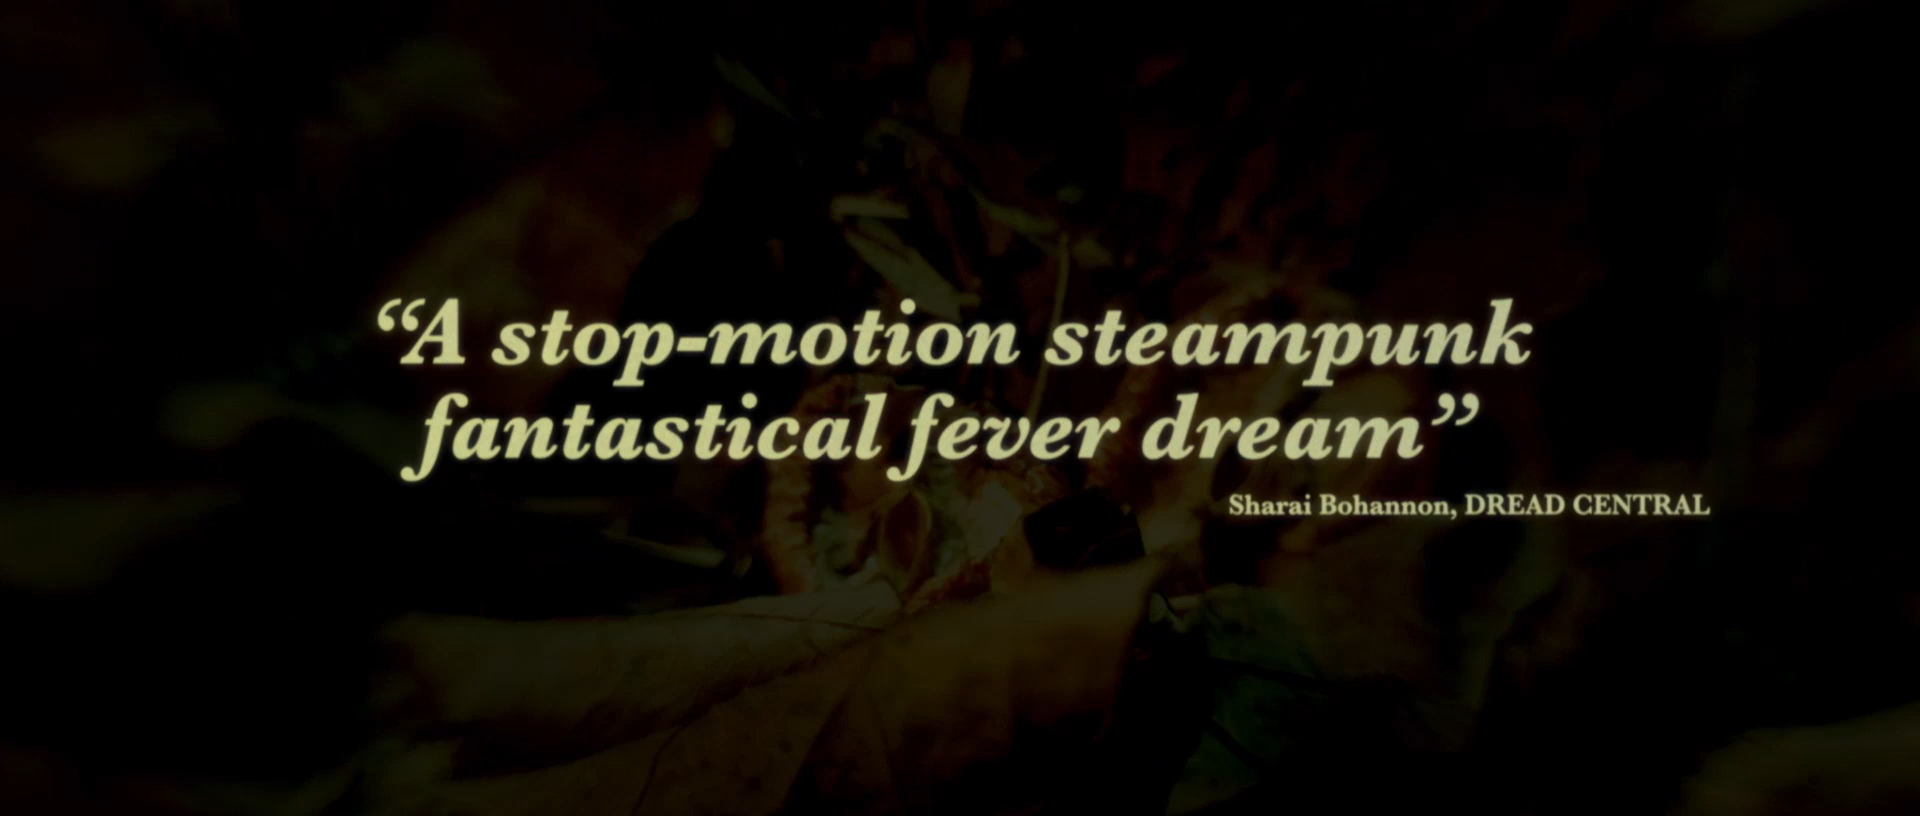 “A stop-motion steampunk
fantastical fever dream”
Sharai Bohannon, DREAD CENTRAL